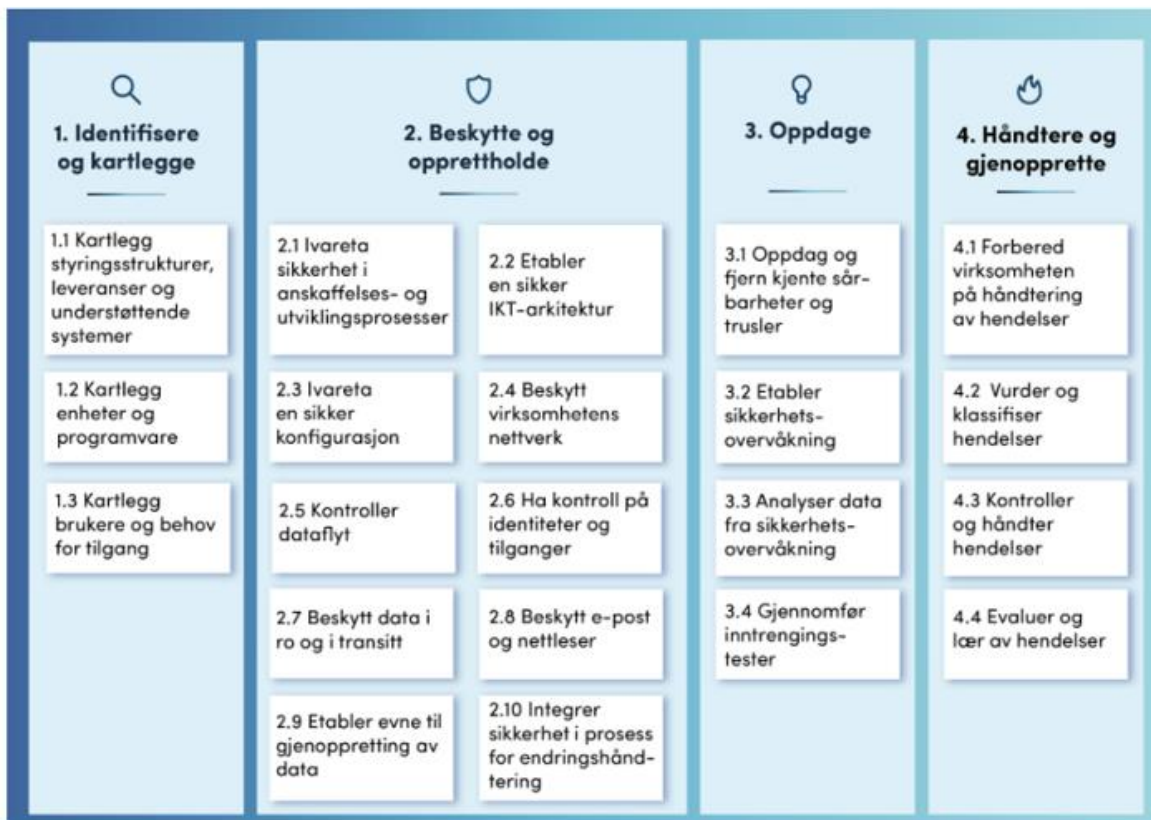 1. Identifisere
og kartlegge
1.1 Kartlegg
styringsstrukturer,
leveranser og
understøttende
systemer
1.2 Kartlegg
enheter og
programvare
1.3 Kartlegg
brukere og behov
for tilgang
2. Beskytte og
opprettholde
2.1 Ivareta
sikkerhet i
anskaffelses- og
utviklingsprosesser
2.2 Etabler
en sikker
IKT-arkitektur
2.3 Ivareta
en sikker
konfigurasjon
2.4 Beskytt
virksomhetens
nettverk
2.5 Kontroller
dataflyt
2.6 Ha kontroll på
identiteter og
tilganger
2.7 Beskytt data i
ro og i transitt
2.8 Beskytt e-post
og nettleser
2.9 Etabler evne til
gjenoppretting av
data
2.10 Integrer
sikkerhet i prosess
for endringshånd-
tering
3. Oppdage
3.1 Oppdag og
fjern kjente sår-
barheter og
trusler
3.2 Etabler
sikkerhets-
overvåkning
3.3 Analyser data
fra sikkerhets-
overvåkning
3.4 Gjennomfør
inntrengings-
tester
4. Håndtere og
gjenopprette
4.1 Forbered
virksomheten
på håndtering
av hendelser
4.2 Vurder og
klassifiser
hendelser
4.3 Kontroller
og håndter
hendelser
4.4 Evaluer og
lær av hendelser